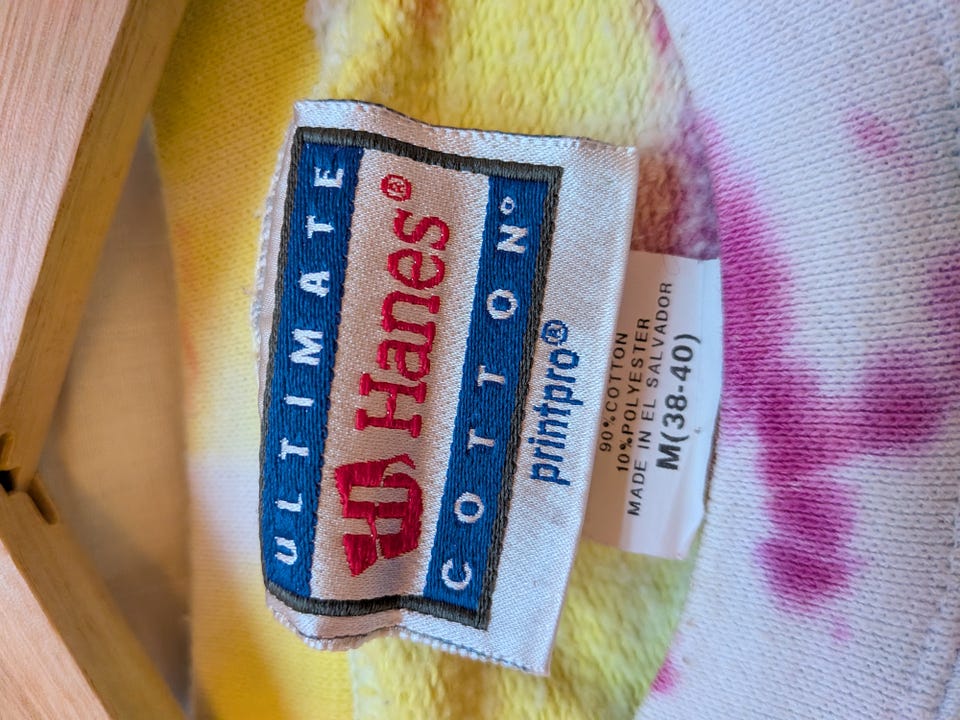 ULTIMATE
Hanes®
COTTON®
printpro®
90%COTTON
10%POLYESTER
MADE IN EL SALVADOR
M(38-40)